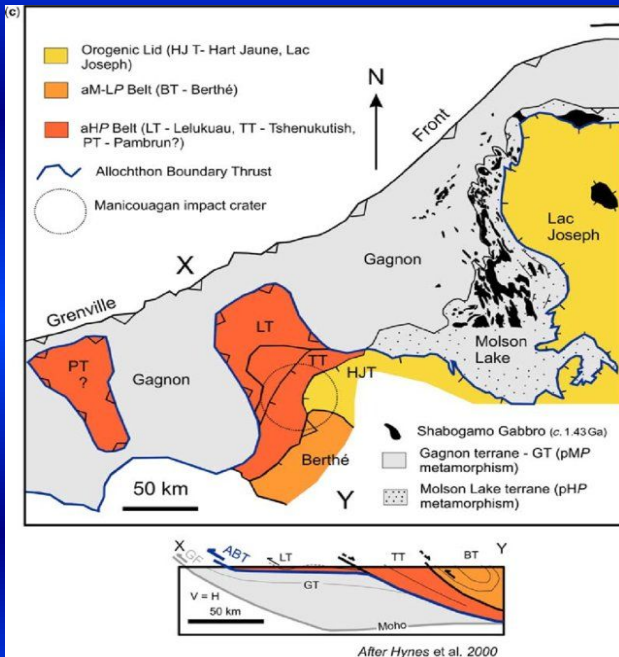 (c)
Orogenic Lid (HJ T- Hart Jaune, Lac
Joseph)
aM-LP Belt (BT - Berthé)
aHP Belt (LT - Lelukuau, TT - Tshenukutish,
PT - Pambrun?)
Allochthon Boundary Thrust
Manicouagan impact crater
N
Front
Lac
Joseph
X
Gagnon
Grenville
LT
Molson
Lake
TT
HJT
PT
?
Gagnon
Berthé
Shabogamo Gabbro (c. 1.43 Ga)
Gagnon terrane - GT (pMP
metamorphism)
50 km
Y
Molson Lake terrane (pHP
metamorphism)
X
GF
ABT
LT
TT
BT
Y
GT
V = H
50 km
Moho
After Hynes et al. 2000